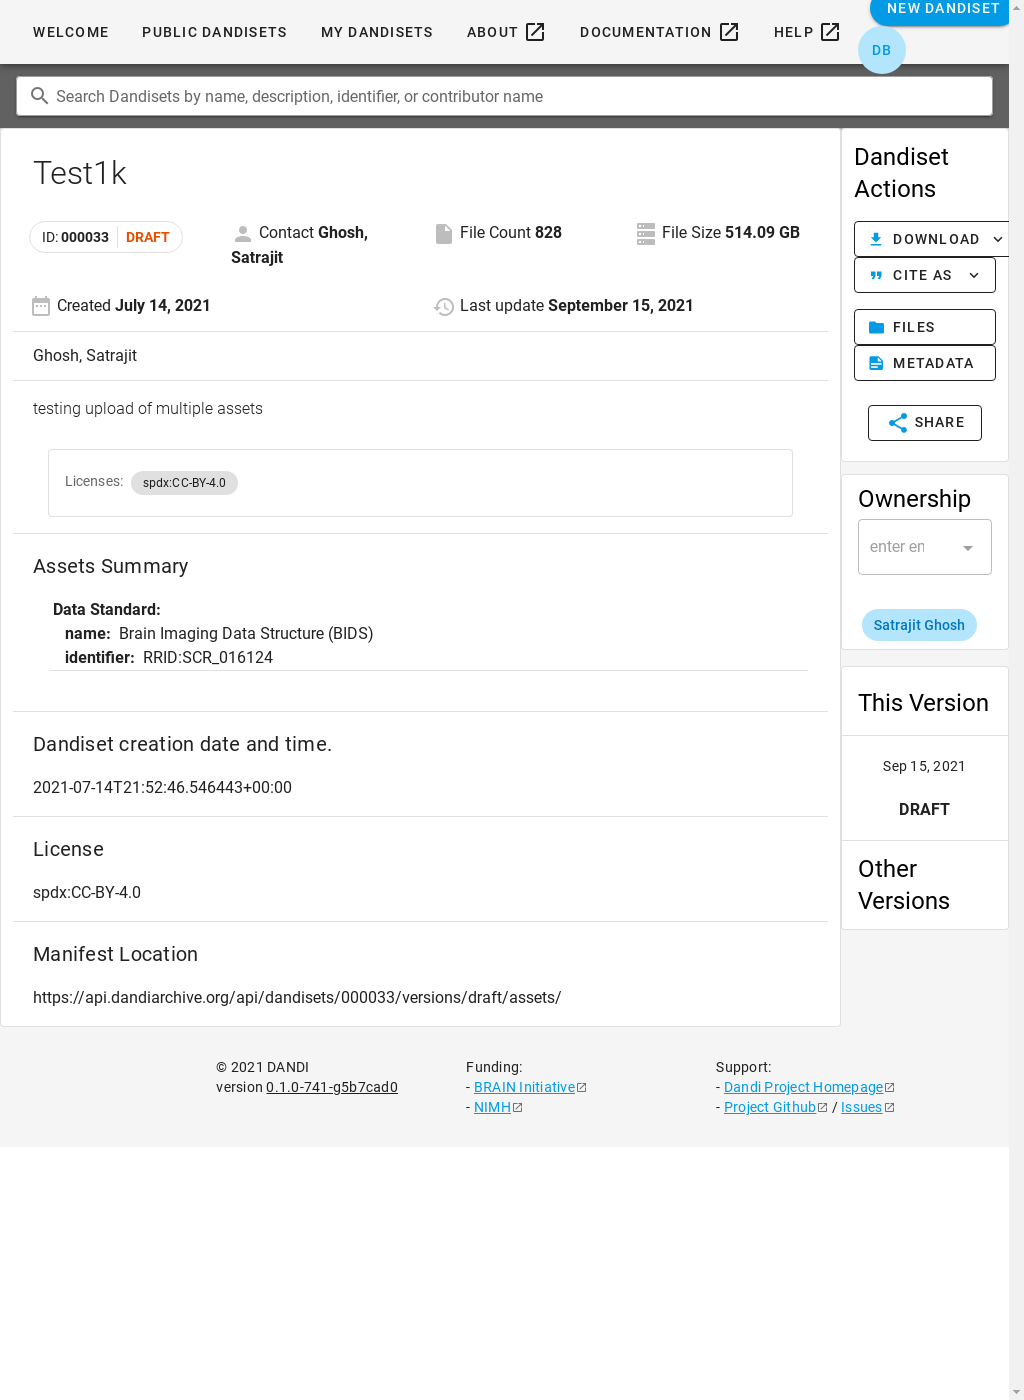 NEW DANDISET
WELCOME PUBLIC DANDISETS MY DANDISETS ABOUT DOCUMENTATION HELP
DB
Search Dandisets by name, description, identifier, or contributor name
Test1k
ID: 000033 DRAFT
Contact Ghosh, Satrajit
File Count 828
File Size 514.09 GB
Created July 14, 2021
Last update September 15, 2021
Ghosh, Satrajit
testing upload of multiple assets
Licenses: spdx:CC-BY-4.0
Assets Summary
Data Standard:
name: Brain Imaging Data Structure (BIDS)
identifier: RRID:SCR_016124
Dandiset creation date and time.
2021-07-14T21:52:46.546443+00:00
License
spdx:CC-BY-4.0
Manifest Location
https://api.dandiarchive.org/api/dandisets/000033/versions/draft/assets/
Dandiset
Actions
DOWNLOAD
CITE AS
FILES
METADATA
SHARE
Ownership
enter en
Satrajit Ghosh
This Version
Sep 15, 2021
DRAFT
Other
Versions
© 2021 DANDI
version 0.1.0-741-g5b7cad0
Funding:
- BRAIN Initiative
- NIMH
Support:
- Dandi Project Homepage
- Project Github / Issues